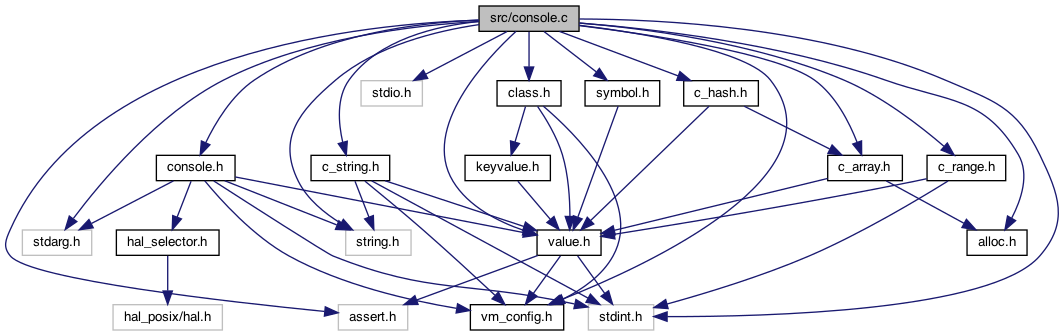 src/console.c
stdio.h
class.h
symbol.h
c_hash.h
console.h
c_string.h
keyvalue.h
c_array.h
c_range.h
stdarg.h
hal_selector.h
string.h
value.h
alloc.h
hal_posix/hal.h
assert.h
vm_config.h
stdint.h